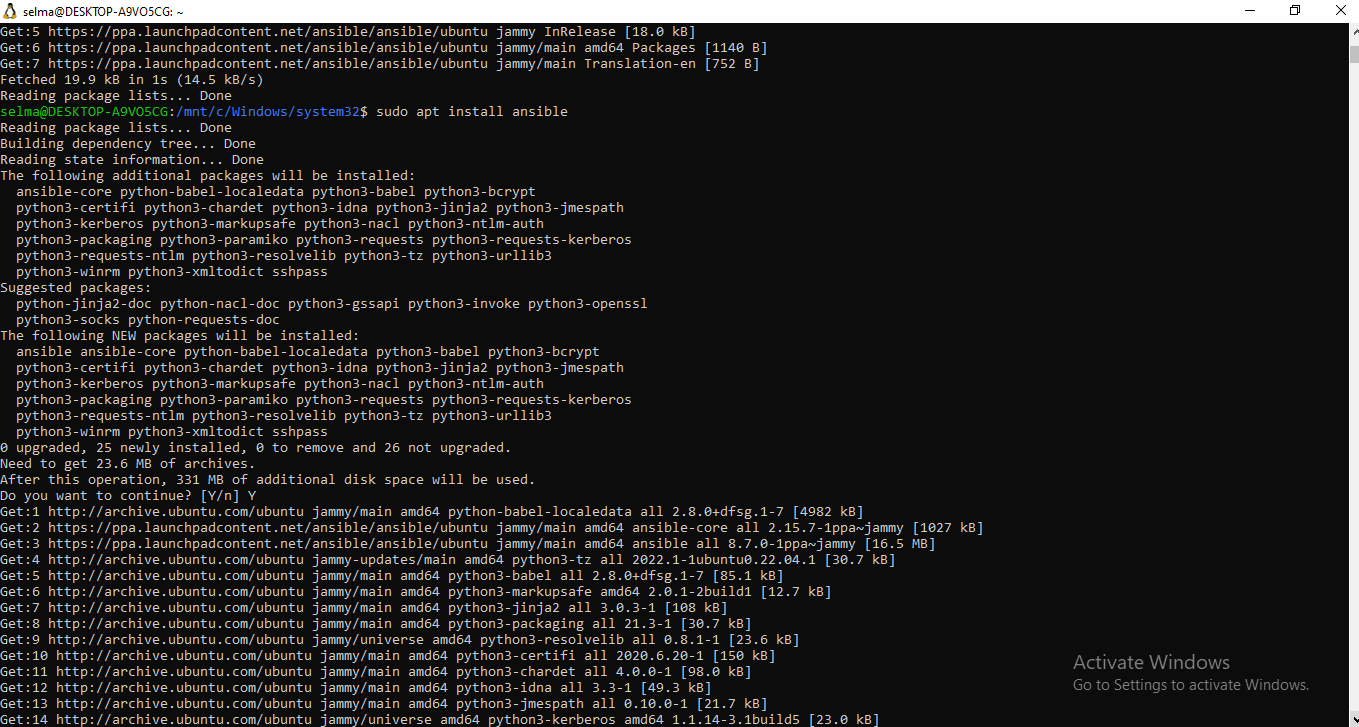 selma@DESKTOP-A9VO5CG: ~
Get:5 https://ppa.launchpadcontent.net/ansible/ansible/ubuntu jammy InRelease [18.0 kB]
Get:6 https://ppa.launchpadcontent.net/ansible/ansible/ubuntu jammy/main amd64 Packages [1140 B]
Get:7 https://ppa.launchpadcontent.net/ansible/ansible/ubuntu jammy/main Translation-en [752 B]
Fetched 19.9 kB in 1s (14.5 kB/s)
Reading package lists... Done
selma@DESKTOP-A9VO5CG:/mnt/c/Windows/system32$ sudo apt install ansible
Reading package lists... Done
Building dependency tree... Done
Reading state information... Done
The following additional packages will be installed:
  ansible-core python-babel-localedata python3-babel python3-bcrypt
  python3-certifi python3-chardet python3-idna python3-jinja2 python3-jmespath
  python3-kerberos python3-markupsafe python3-nacl python3-ntlm-auth
  python3-packaging python3-paramiko python3-requests python3-requests-kerberos
  python3-requests-ntlm python3-resolvelib python3-tz python3-urllib3
  python3-winrm python3-xmltodict sshpass
Suggested packages:
  python-jinja2-doc python-nacl-doc python3-gssapi python3-invoke python3-openssl
  python3-socks python-requests-doc
The following NEW packages will be installed:
  ansible ansible-core python-babel-localedata python3-babel python3-bcrypt
  python3-certifi python3-chardet python3-idna python3-jinja2 python3-jmespath
  python3-kerberos python3-markupsafe python3-nacl python3-ntlm-auth
  python3-packaging python3-paramiko python3-requests python3-requests-kerberos
  python3-requests-ntlm python3-resolvelib python3-tz python3-urllib3
  python3-winrm python3-xmltodict sshpass
0 upgraded, 25 newly installed, 0 to remove and 26 not upgraded.
Need to get 23.6 MB of archives.
After this operation, 331 MB of additional disk space will be used.
Do you want to continue? [Y/n] Y
Get:1 http://archive.ubuntu.com/ubuntu jammy/main amd64 python-babel-localedata all 2.8.0+dfsg.1-7 [4982 kB]
Get:2 https://ppa.launchpadcontent.net/ansible/ansible/ubuntu jammy/main amd64 ansible-core all 2.15.7-1ppa~jammy [1027 kB]
Get:3 https://ppa.launchpadcontent.net/ansible/ansible/ubuntu jammy/main amd64 ansible all 8.7.0-1ppa~jammy [16.5 MB]
Get:4 http://archive.ubuntu.com/ubuntu jammy-updates/main amd64 python3-tz all 2022.1-1ubuntu0.22.04.1 [30.7 kB]
Get:5 http://archive.ubuntu.com/ubuntu jammy/main amd64 python3-babel all 2.8.0+dfsg.1-7 [85.1 kB]
Get:6 http://archive.ubuntu.com/ubuntu jammy/main amd64 python3-markupsafe amd64 2.0.1-2build1 [12.7 kB]
Get:7 http://archive.ubuntu.com/ubuntu jammy/main amd64 python3-jinja2 all 3.0.3-1 [108 kB]
Get:8 http://archive.ubuntu.com/ubuntu jammy/main amd64 python3-packaging all 21.3-1 [30.7 kB]
Get:9 http://archive.ubuntu.com/ubuntu jammy/universe amd64 python3-resolvelib all 0.8.1-1 [23.6 kB]
Get:10 http://archive.ubuntu.com/ubuntu jammy/main amd64 python3-certifi all 2020.6.20-1 [150 kB]
Get:11 http://archive.ubuntu.com/ubuntu jammy/main amd64 python3-chardet all 4.0.0-1 [98.0 kB]
Get:12 http://archive.ubuntu.com/ubuntu jammy/main amd64 python3-idna all 3.3-1 [49.3 kB]
Get:13 http://archive.ubuntu.com/ubuntu jammy/main amd64 python3-jmespath all 0.10.0-1 [21.7 kB]
Get:14 http://archive.ubuntu.com/ubuntu jammy/universe amd64 python3-kerberos amd64 1.1.14-3.1build5 [23.0 kB]
Activate Windows
Go to Settings to activate Windows.